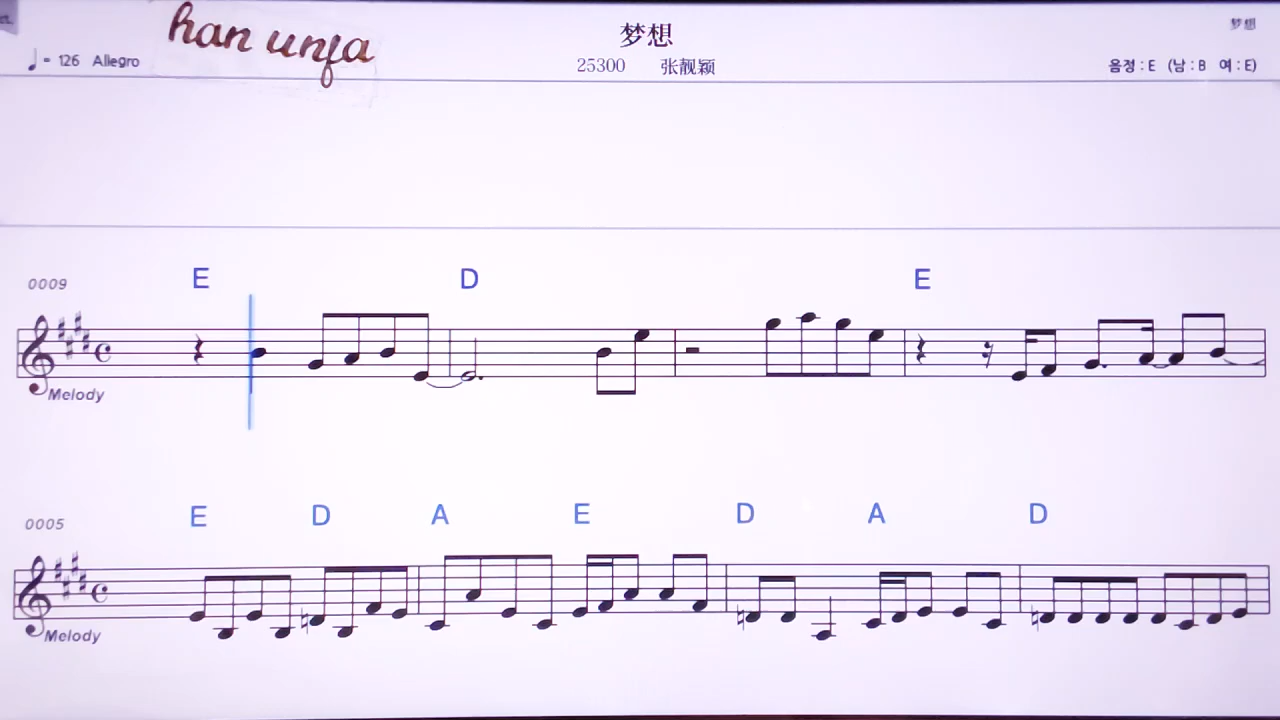 han unfa
♩= 126 Allegro
梦想
25300 张靓颖
梦想
음정 : E (남 : B 여 : E)
0009
E D E
Melody
0005
E D A E D A D
Melody